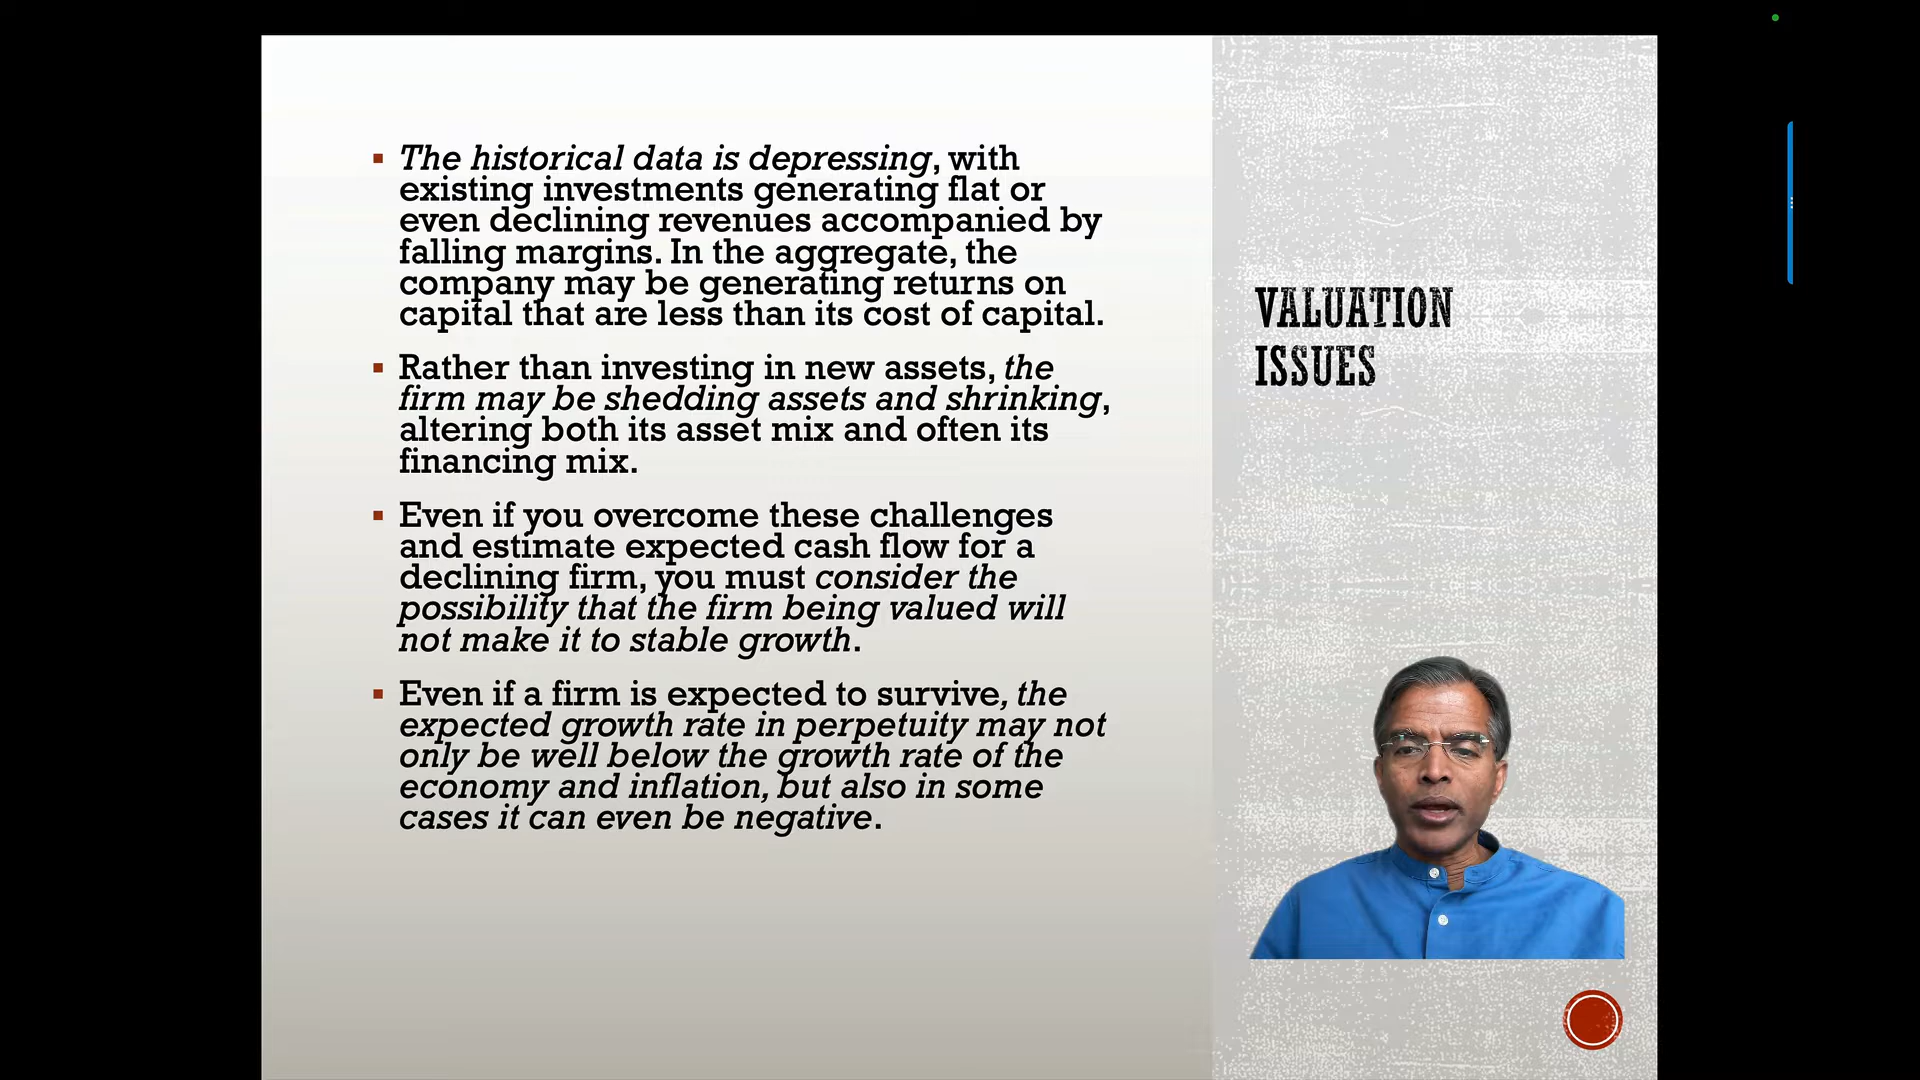 The historical data is depressing, with
existing investments generating flat or
even declining revenues accompanied by
falling margins. In the aggregate, the
company may be generating returns on
capital that are less than its cost of capital.
Rather than investing in new assets, the
firm may be shedding assets and shrinking,
altering both its asset mix and often its
financing mix.
Even if you overcome these challenges
and estimate expected cash flow for a
declining firm, you must consider the
possibility that the firm being valued will
not make it to stable growth.
Even if a firm is expected to survive, the
expected growth rate in perpetuity may not
only be well below the growth rate of the
economy and inflation, but also in some
cases it can even be negative.
VALUATION
ISSUES